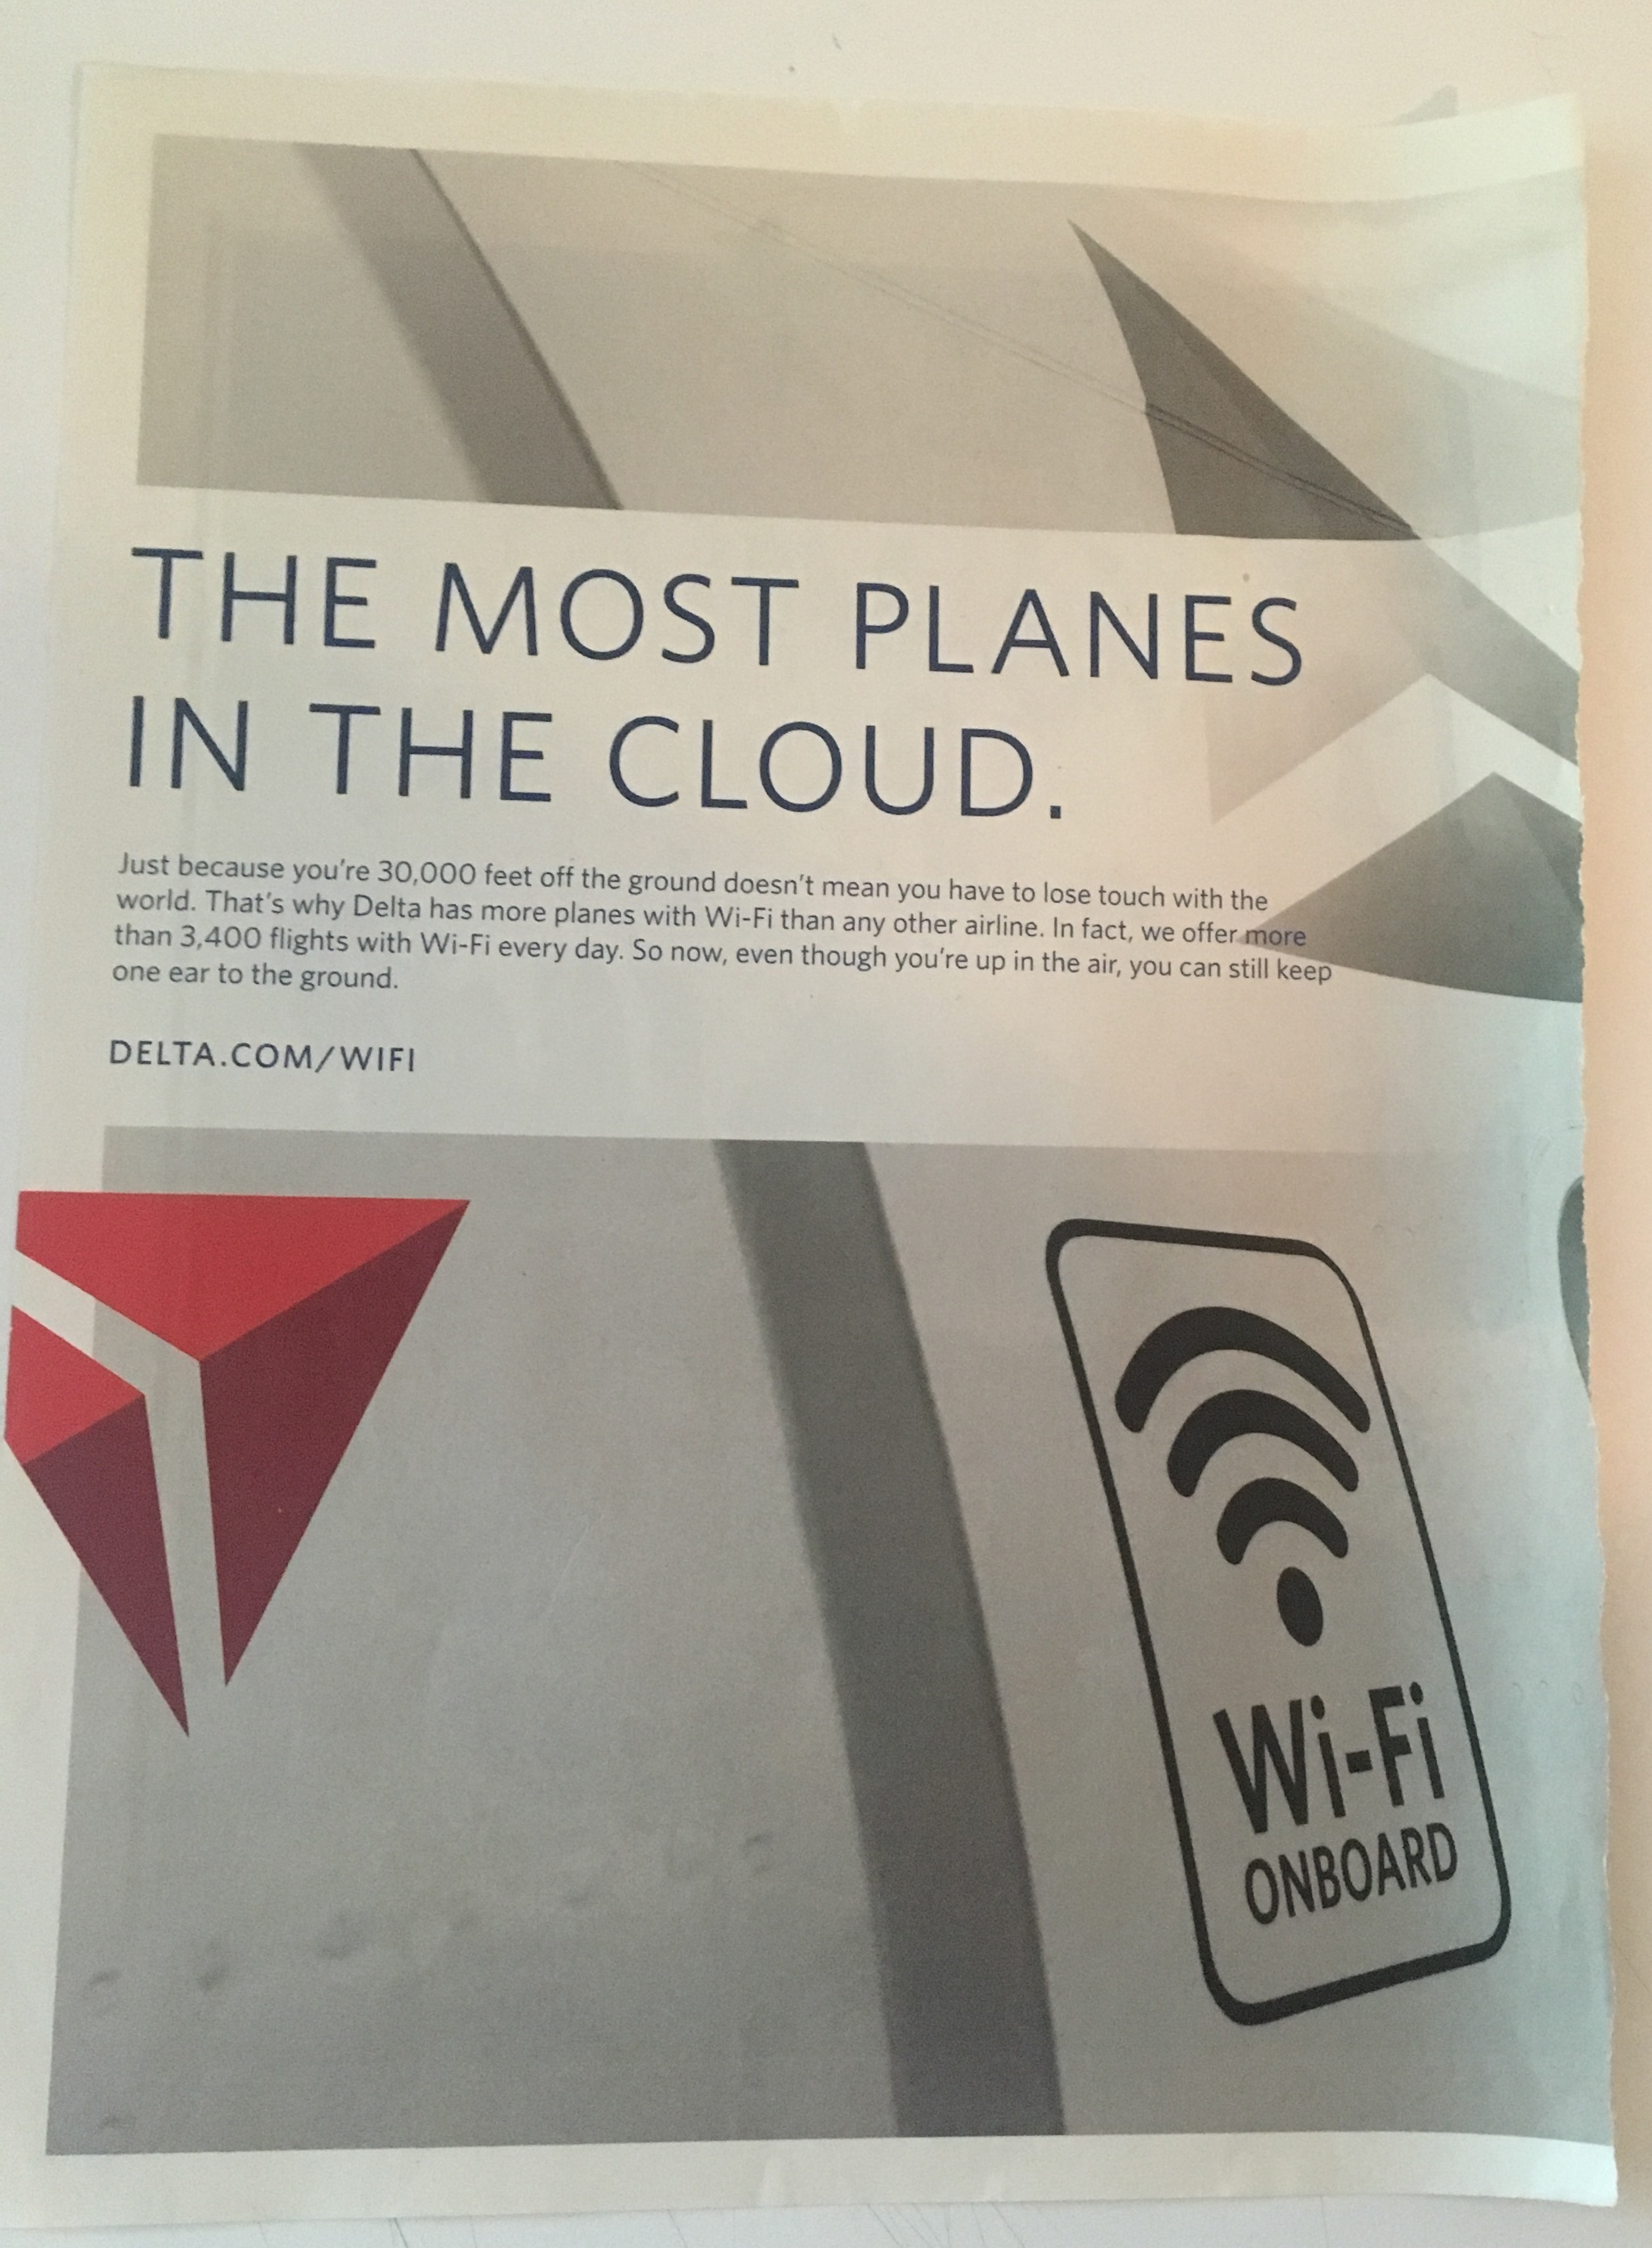 THE MOST PLANES
IN THE CLOUD.
Just because you're 30,000 feet off the ground doesn't mean you have to lose touch with the
world. That's why Delta has more planes with Wi-Fi than any other airline. In fact, we offer more
than 3,400 flights with Wi-Fi every day. So now, even though you're up in the air, you can still keep
one ear to the ground.
DELTA.COM/WIFI
Wi-Fi
ONBOARD